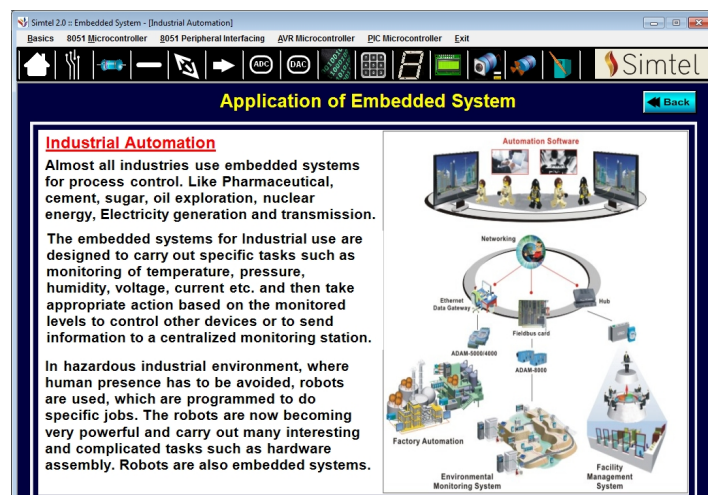 Simtel 2.0 :: Embedded System - [Industrial Automation]
Basics 8051 Microcontroller 8051 Peripheral Interfacing AVR Microcontroller PIC Microcontroller Exit
ADC DAC Simtel
Application of Embedded System
Back
Industrial Automation
Almost all industries use embedded systems
for process control. Like Pharmaceutical,
cement, sugar, oil exploration, nuclear
energy, Electricity generation and transmission.
The embedded systems for Industrial use are
designed to carry out specific tasks such as
monitoring of temperature, pressure,
humidity, voltage, current etc. and then take
appropriate action based on the monitored
levels to control other devices or to send
information to a centralized monitoring station.
In hazardous industrial environment, where
human presence has to be avoided, robots
are used, which are programmed to do
specific jobs. The robots are now becoming
very powerful and carry out many interesting
and complicated tasks such as hardware
assembly. Robots are also embedded systems.
Automation Software
Networking
Ethernet
Data Gateway
Fieldbus card
Hub
ADAM-5000/4000
ADAM-8000
Factory Automation
Environmental
Monitoring System
Facility
Management
System